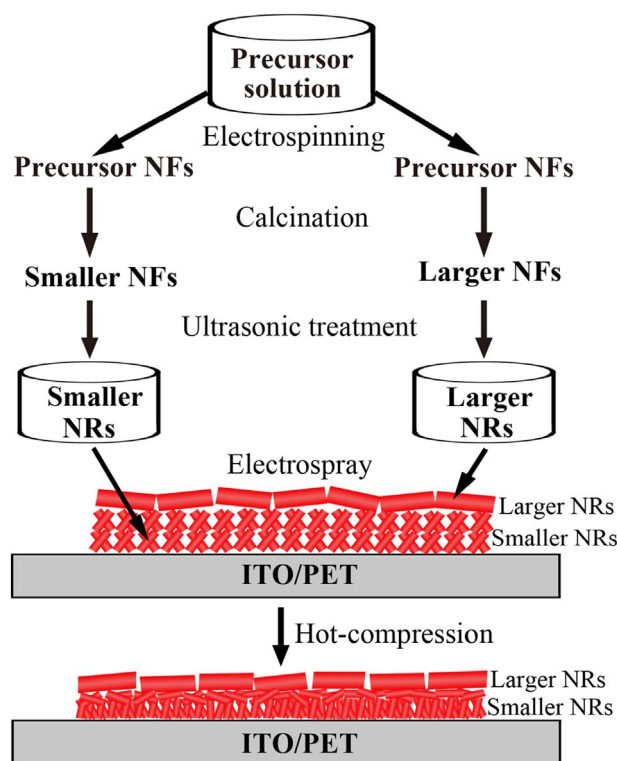 Precursor
solution
Electrospinning
Precursor NFs
Precursor NFs
Calcination
Smaller NFs
Larger NFs
Ultrasonic treatment
Smaller
NRs
Larger
NRs
Electrospray
Larger NRs
Smaller NRs
ITO/PET
Hot-compression
Larger NRs
Smaller NRs
ITO/PET